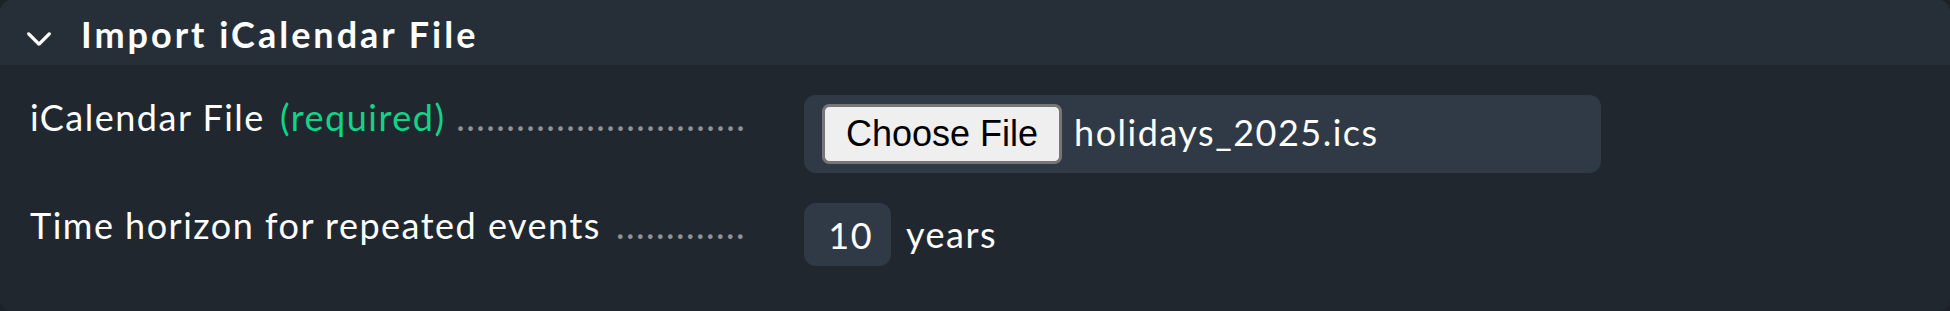 Import iCalendar File
iCalendar File (required) ............................. Choose File holidays_2025.ics
Time horizon for repeated events ............. 10 years